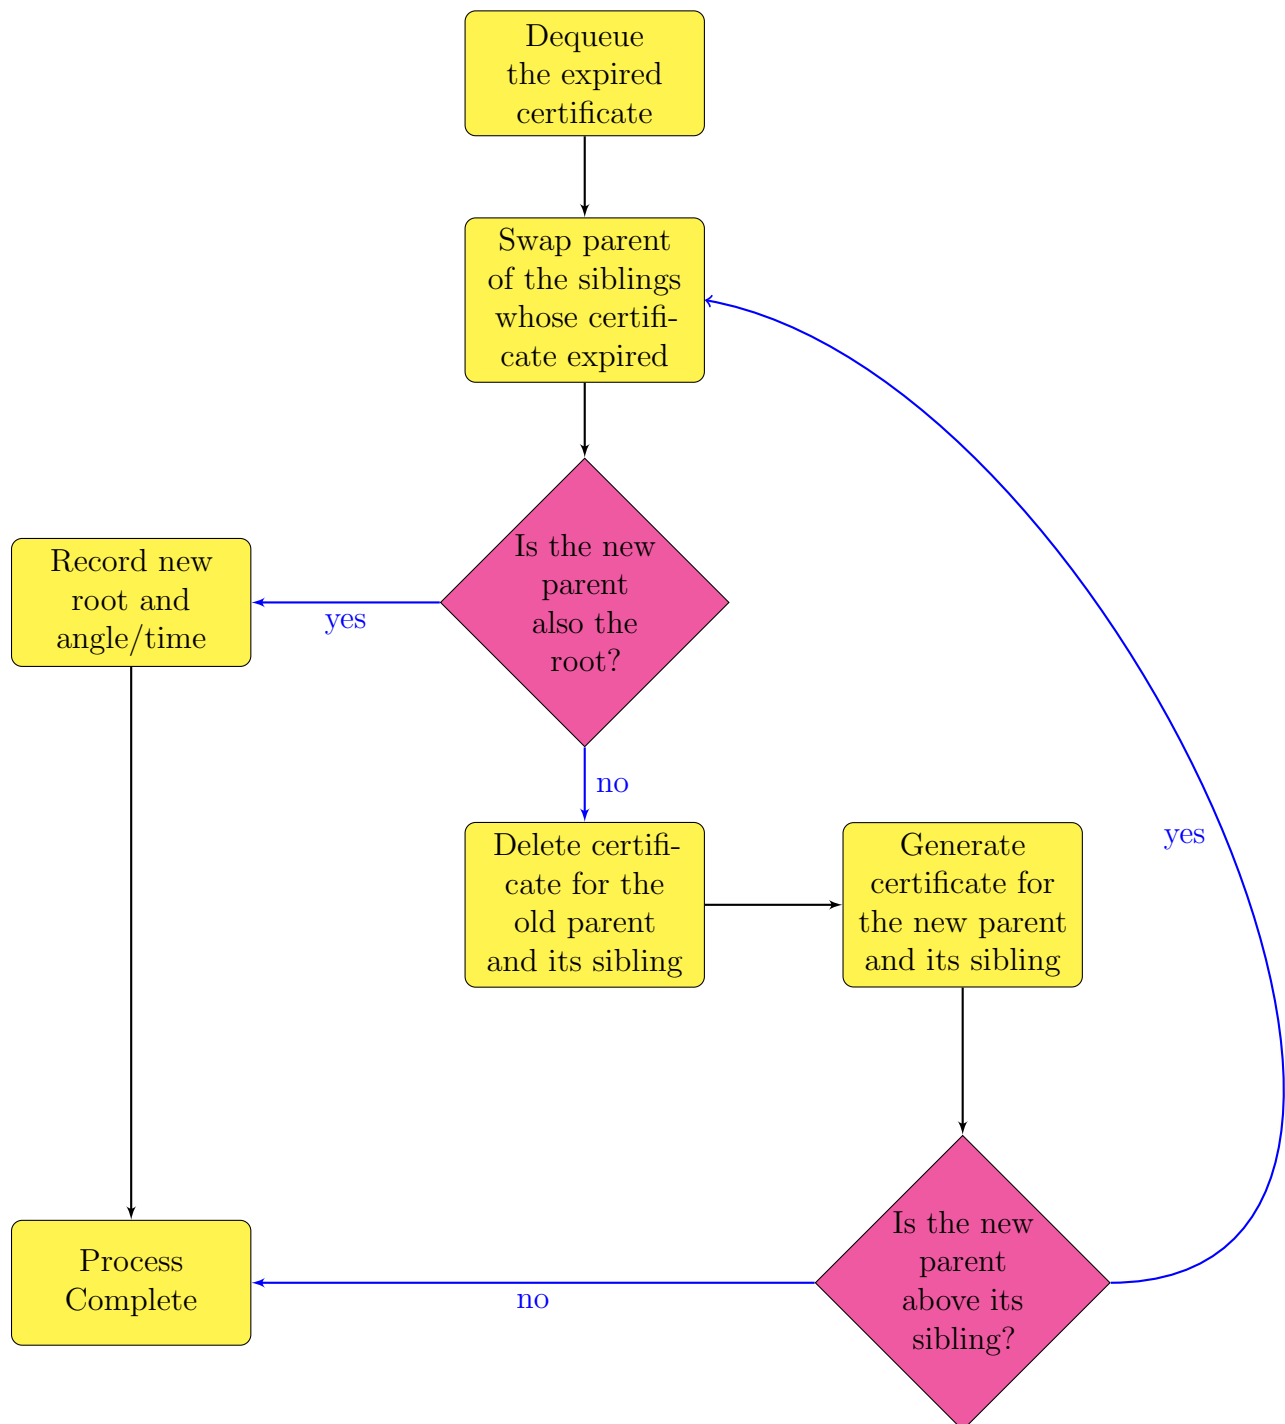 Dequeue
the expired
certificate
Swap parent
of the siblings
whose certifi-
cate expired
Is the new
parent
also the
root?
yes
Record new
root and
angle/time
no
Delete certifi-
cate for the
old parent
and its sibling
Generate
certificate for
the new parent
and its sibling
yes
Is the new
parent
above its
sibling?
no
Process
Complete